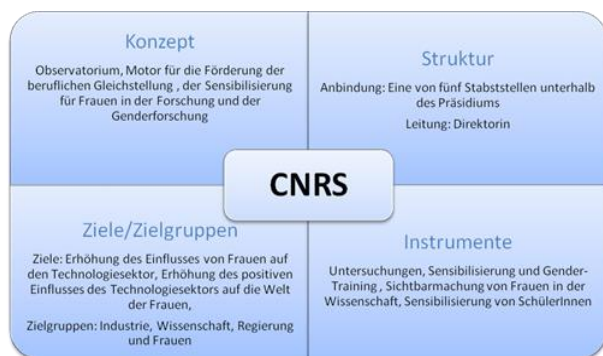 Konzept
Observatorium, Motor für die Förderung der
beruflichen Gleichstellung , der Sensibilisierung
für Frauen in der Forschung und der
Genderforschung
Struktur
Anbindung: Eine von fünf Stabststellen unterhalb
des Präsidiums
Leitung: Direktorin
CNRS
Ziele/Zielgruppen
Ziele: Erhöhung des Einflusses von Frauen auf
den Technologiesektor, Erhöhung des positiven
Einflusses des Technologiesektors auf die Welt
der Frauen,
Zielgruppen: Industrie, Wissenschaft, Regierung
und Frauen
Instrumente
Untersuchungen, Sensibilisierung und Gender-
Training , Sichtbarmachung von Frauen in der
Wissenschaft, Sensibilisierung von SchülerInnen